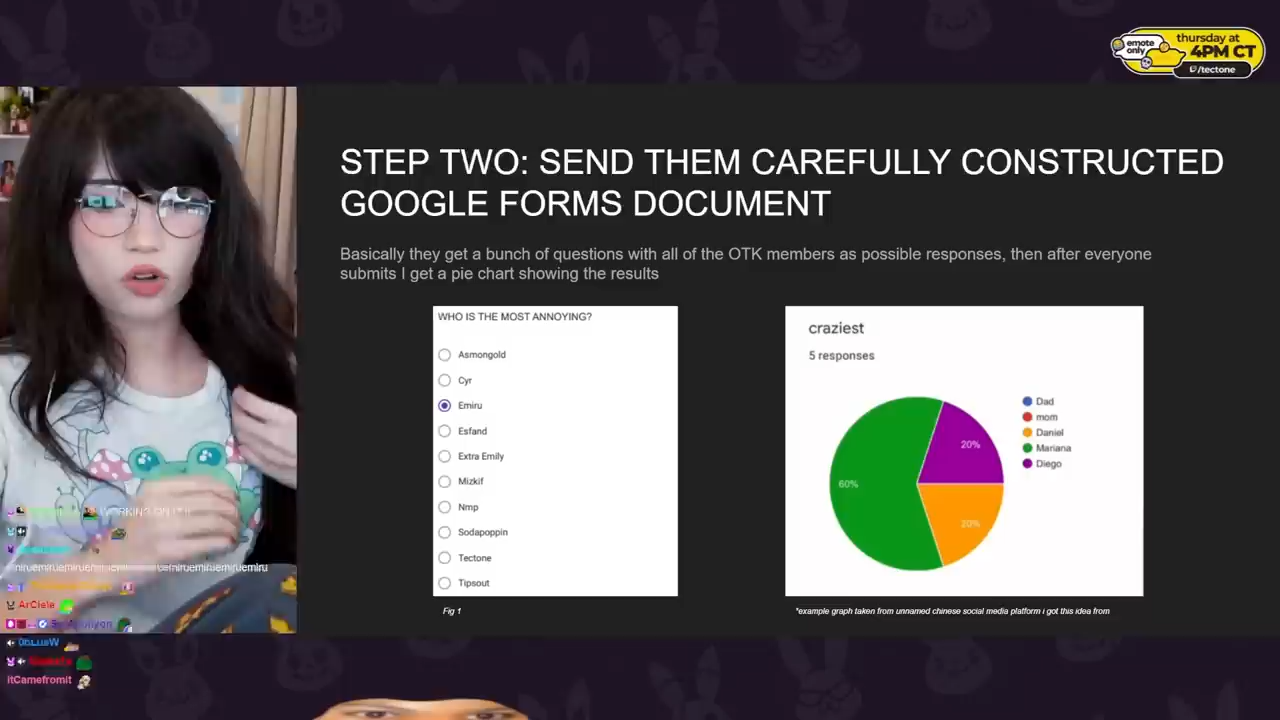 emote
only
thursday at
4PM CT
/tectone
STEP TWO: SEND THEM CAREFULLY CONSTRUCTED
GOOGLE FORMS DOCUMENT
Basically they get a bunch of questions with all of the OTK members as possible responses, then after everyone
submits I get a pie chart showing the results
WHO IS THE MOST ANNOYING?
Asmongold
Cyr
Emiru
Esfand
Extra Emily
Mizkif
Nmp
Sodapoppin
Tectone
Tipsout
Fig 1
craziest
5 responses
Dad
mom
Daniel
Mariana
Diego
20%
60%
20%
*example graph taken from unnamed chinese social media platform i got this idea from
WORKING ON IT
ArCiele
itCamefromIt